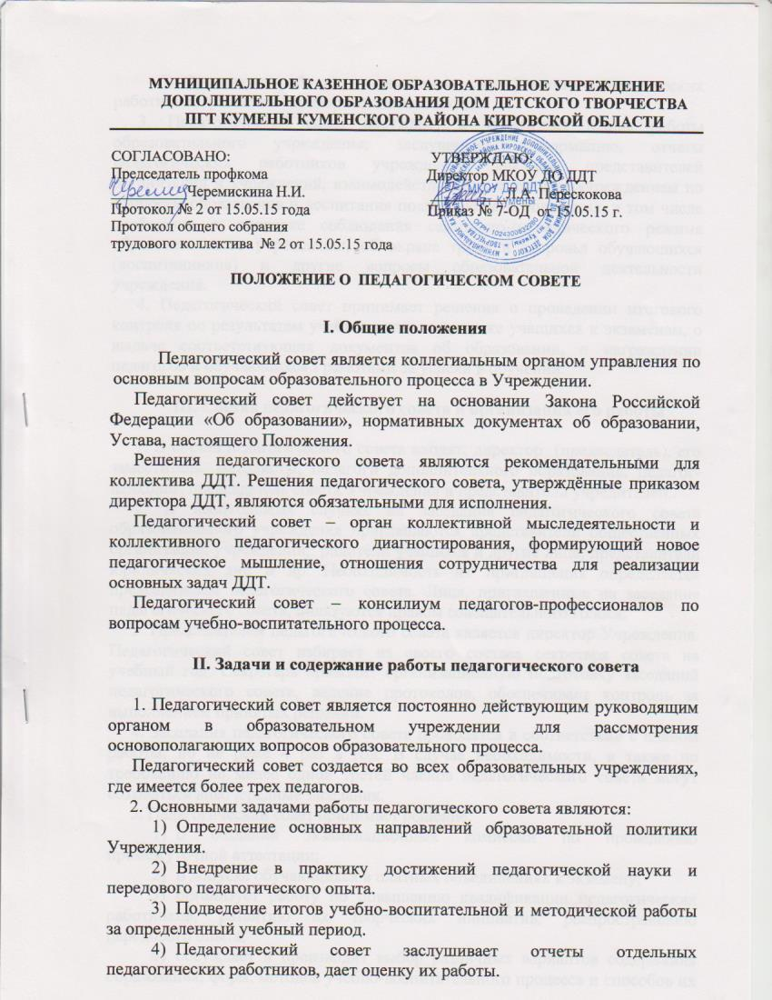 МУНИЦИПАЛЬНОЕ КАЗЕННОЕ ОБРАЗОВАТЕЛЬНОЕ УЧРЕЖДЕНИЕ
ДОПОЛНИТЕЛЬНОГО ОБРАЗОВАНИЯ ДОМ ДЕТСКОГО ТВОРЧЕСТВА
ПГТ КУМЕНЫ КУМЕНСКОГО РАЙОНА КИРОВСКОЙ ОБЛАСТИ
СОГЛАСОВАНО: УТВЕРЖДАЮ:
Председатель профкома Директор МКОУ ДО ДДТ
Черемискина Н.И. Л.А. Перескокова
Протокол № 2 от 15.05.15 года Приказ № 7-ОД от 15.05.15 г.
Протокол общего собрания
трудового коллектива № 2 от 15.05.15 года
МКОУ ДО ДДТ
пгт Кумены
ОГРН 1024300832290
ПОЛОЖЕНИЕ О ПЕДАГОГИЧЕСКОМ СОВЕТЕ
I. Общие положения
Педагогический совет является коллегиальным органом управления по
основным вопросам образовательного процесса в Учреждении.
Педагогический совет действует на основании Закона Российской
Федерации «Об образовании», нормативных документах об образовании,
Устава, настоящего Положения.
Решения педагогического совета являются рекомендательными для
коллектива ДДТ. Решения педагогического совета, утверждённые приказом
директора ДДТ, являются обязательными для исполнения.
Педагогический совет – орган коллективной мыследеятельности и
коллективного педагогического диагностирования, формирующий новое
педагогическое мышление, отношения сотрудничества для реализации
основных задач ДДТ.
Педагогический совет – консилиум педагогов-профессионалов по
вопросам учебно-воспитательного процесса.
II. Задачи и содержание работы педагогического совета
1. Педагогический совет является постоянно действующим руководящим
органом в образовательном учреждении для рассмотрения
основополагающих вопросов образовательного процесса.
Педагогический совет создается во всех образовательных учреждениях,
где имеется более трех педагогов.
2. Основными задачами работы педагогического совета являются:
1) Определение основных направлений образовательной политики
Учреждения.
2) Внедрение в практику достижений педагогической науки и
передового педагогического опыта.
3) Подведение итогов учебно-воспитательной и методической работы
за определенный учебный период.
4) Педагогический совет заслушивает отчеты отдельных
педагогических работников, дает оценку их работы.